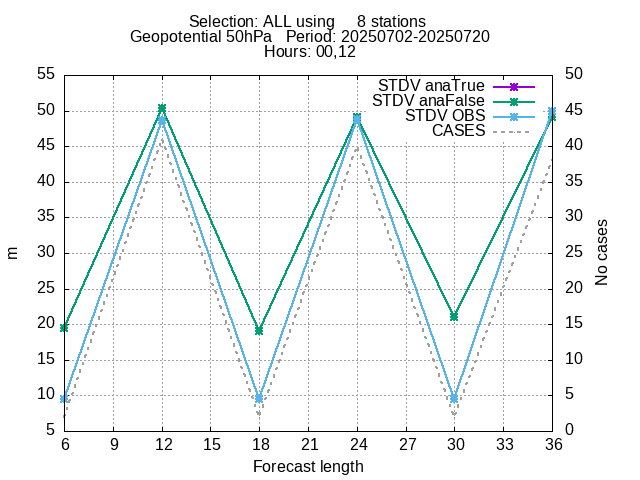 Selection: ALL using     8 stations
Geopotential 50hPa   Period: 20250702-20250720
Hours: 00,12
55 50
STDV anaTrue
STDV anaFalse
50 45
STDV OBS
CASES
45 40
40 35
35 30
30 25
25 20
20 15
15 10
10 5
5 0
m
No cases
6 9 12 15 18 21 24 27 30 33 36
Forecast length